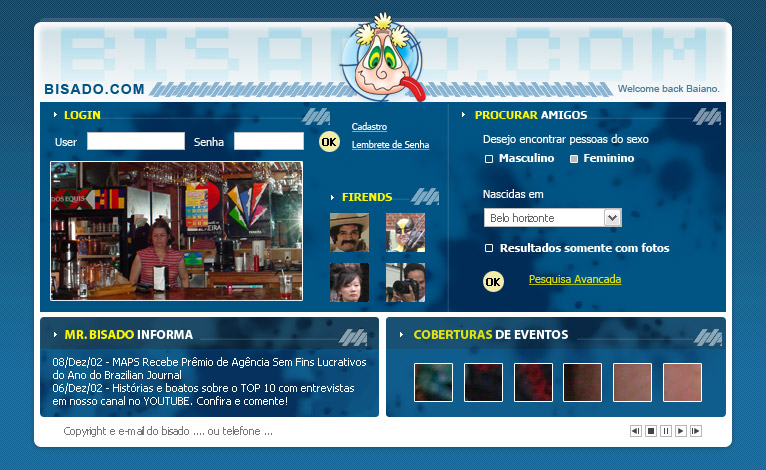 BISADO.COM
BISADO.COM
Welcome back Baiano.
LOGIN
User
Senha
OK
Cadastro
Lembrete de Senha
PROCURAR AMIGOS
Desejo encontrar pessoas do sexo
Masculino
Feminino
Nascidas em
Belo horizonte
Resultados somente com fotos
OK
Pesquisa Avançada
DOS EQUIS
FIRENDS
MR. BISADO INFORMA
08/Dez/02 - MAPS Recebe Prêmio de Agência Sem Fins Lucrativos
do Ano do Brazilian Journal
06/Dez/02 - Histórias e boatos sobre o TOP 10 com entrevistas
em nosso canal no YOUTUBE. Confira e comente!
COBERTURAS DE EVENTOS
Copyright e e-mail do bisado .... ou telefone ...